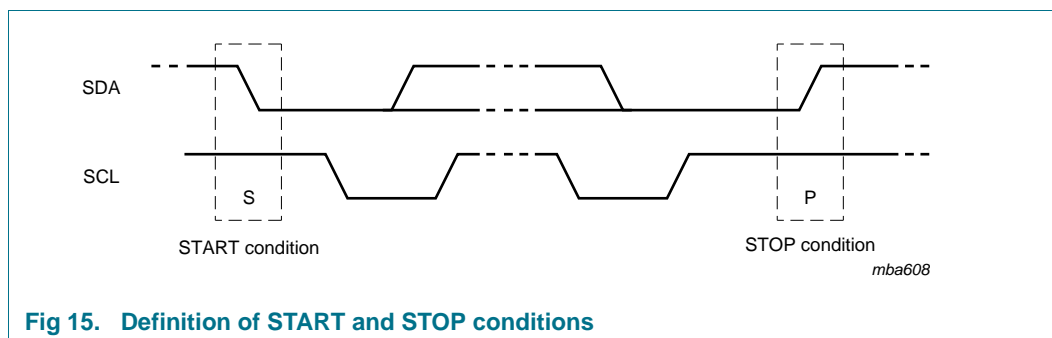 SDA
SCL
S
P
START condition
STOP condition
mba608
Fig 15. Definition of START and STOP conditions